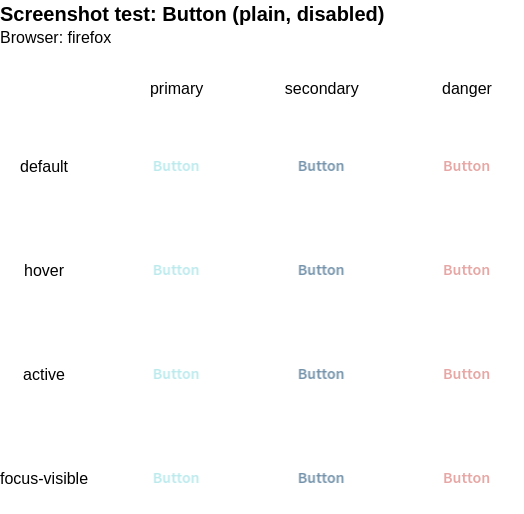 Screenshot test: Button (plain, disabled)
Browser: firefox
primary secondary danger
default Button Button Button
hover Button Button Button
active Button Button Button
focus-visible Button Button Button